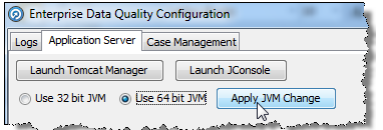 Enterprise Data Quality Configuration
Logs Application Server Case Management
Launch Tomcat Manager Launch JConsole
Use 32 bit JVM Use 64 bit JVM Apply JVM Change